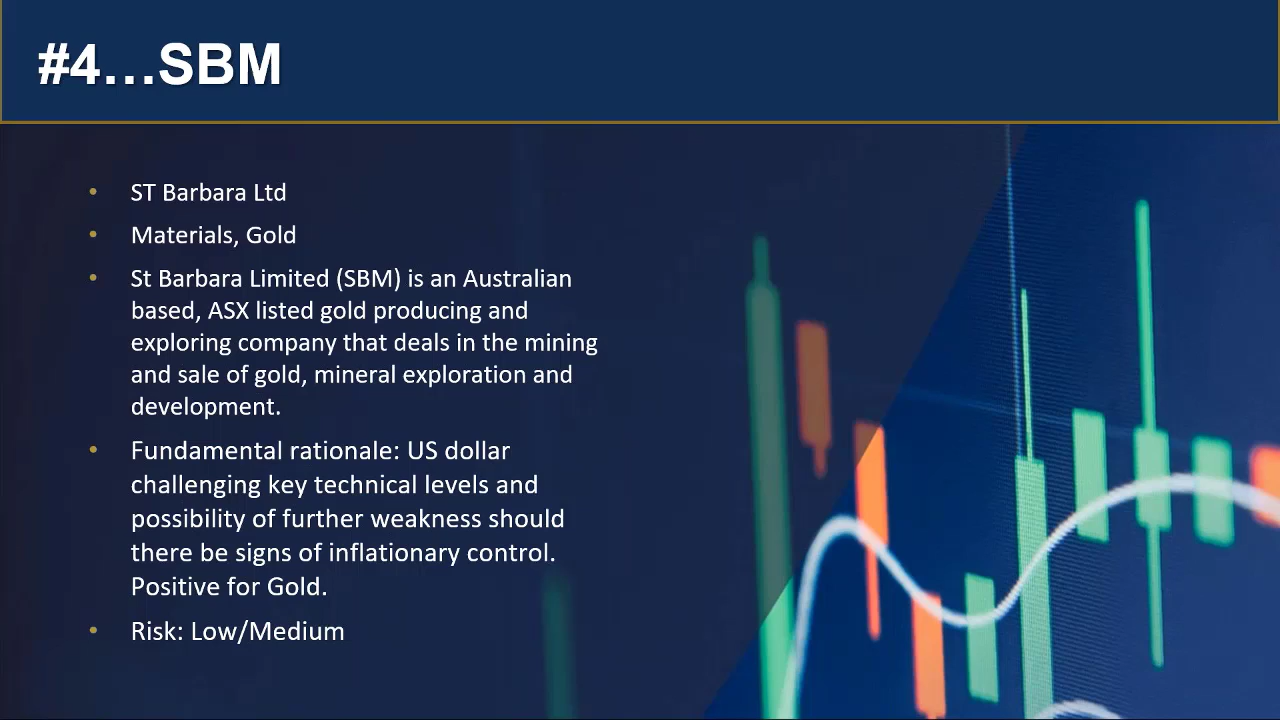 #4…SBM
ST Barbara Ltd
Materials, Gold
St Barbara Limited (SBM) is an Australian
based, ASX listed gold producing and
exploring company that deals in the mining
and sale of gold, mineral exploration and
development.
Fundamental rationale: US dollar
challenging key technical levels and
possibility of further weakness should
there be signs of inflationary control.
Positive for Gold.
Risk: Low/Medium